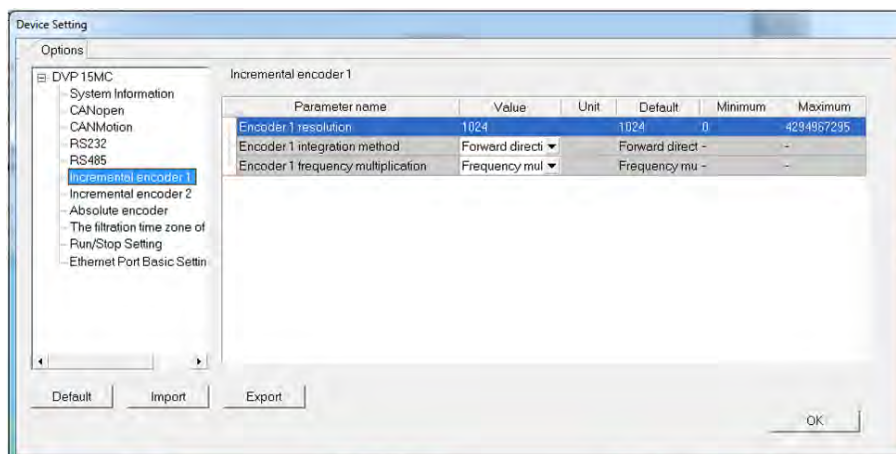 Device Setting
Options
DVP 15MC
System Information
CANopen
CANMotion
RS232
RS485
Incremental encoder 1
Incremental encoder 2
Absolute encoder
The filtration time zone of
Run/Stop Setting
Ethernet Port Basic Settin
Incremental encoder 1
Parameter name Value Unit Default Minimum Maximum
Encoder 1 resolution 1024 1024 0 4294967295
Encoder 1 integration method Forward directi Forward direct - -
Encoder 1 frequency multiplication Frequency mul Frequency mu - -
Default Import Export
OK